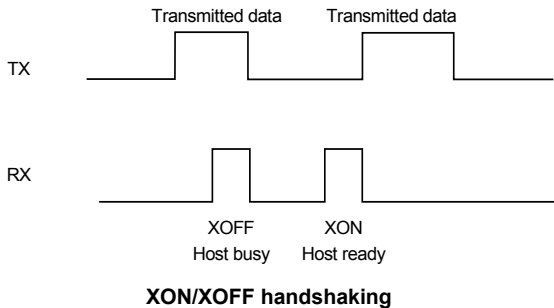 Transmitted data Transmitted data
TX
RX
XOFF XON
Host busy Host ready
XON/XOFF handshaking